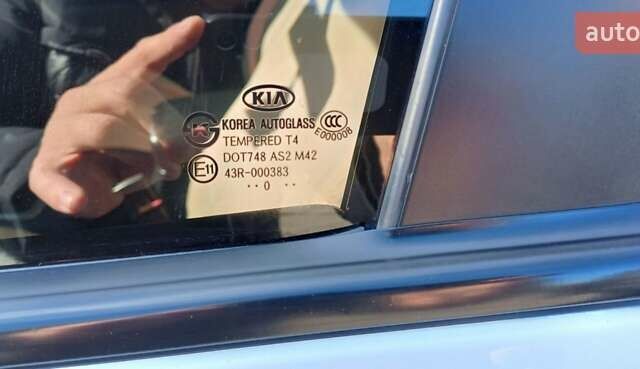 auto
KIA
KOREA AUTOGLASS
CCC
E000008
TEMPERED T4
DOT748 AS2 M42
E11
43R-000383
··0··